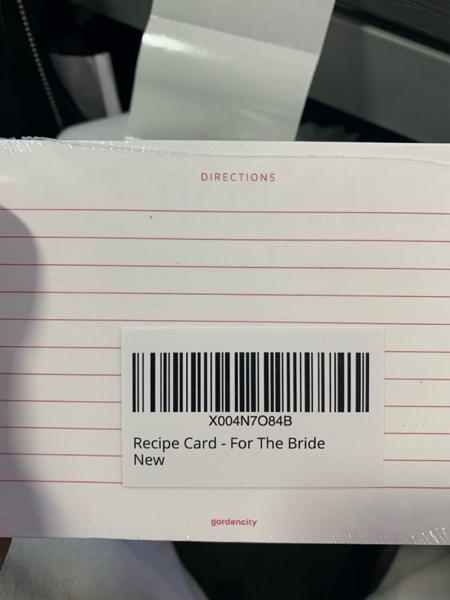 DIRECTIONS
X004N7O84B
Recipe Card - For The Bride
New
gardencity